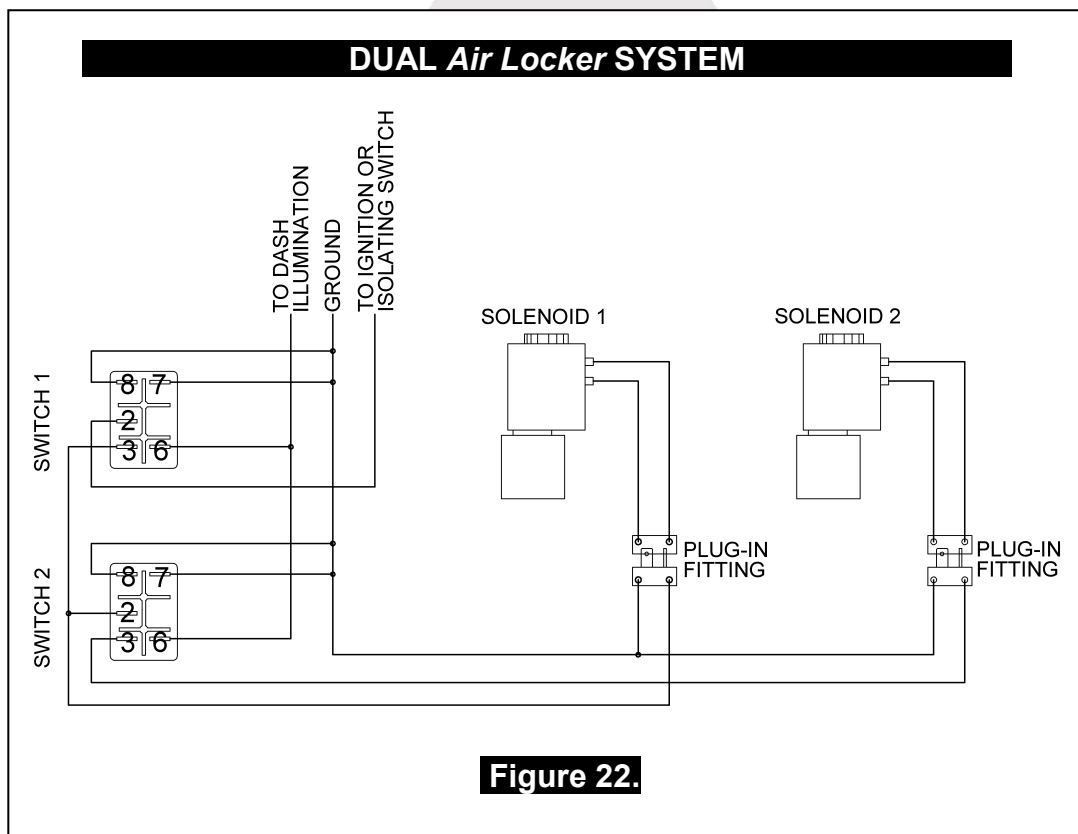 DUAL Air Locker SYSTEM
TO DASH
ILLUMINATION
GROUND
TO IGNITION OR
ISOLATING SWITCH
SOLENOID 1
SOLENOID 2
SWITCH 1
8 7
2
3 6
SWITCH 2
8 7
2
3 6
PLUG-IN
FITTING
PLUG-IN
FITTING
Figure 22.